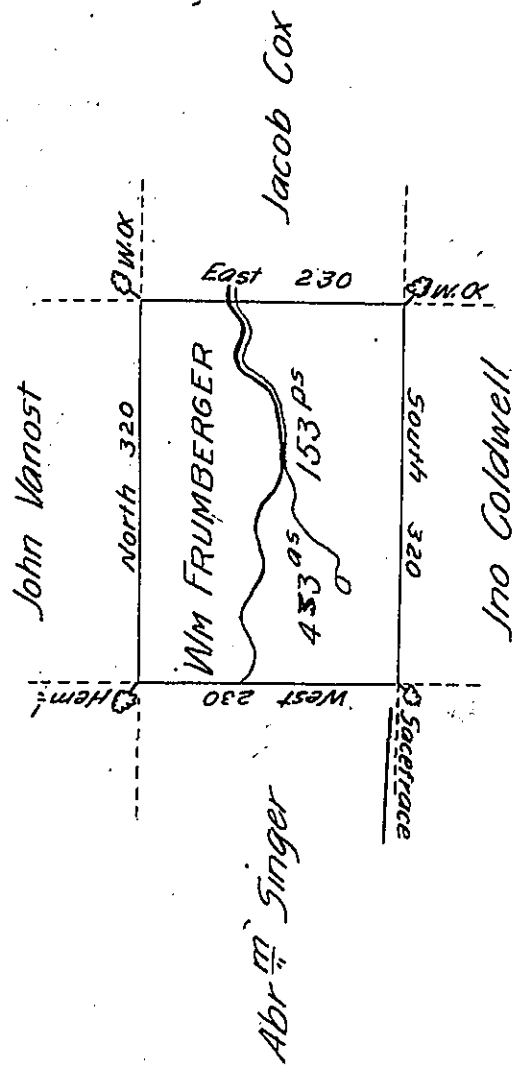 John Vanost
Hem!
W.O
North 320
WM FRUMBERGER
East 230
Jacob Cox
453 as 153 ps
West 230
South 320
Abr m Singer
Sacefrace
W.O
Jno Coldwell